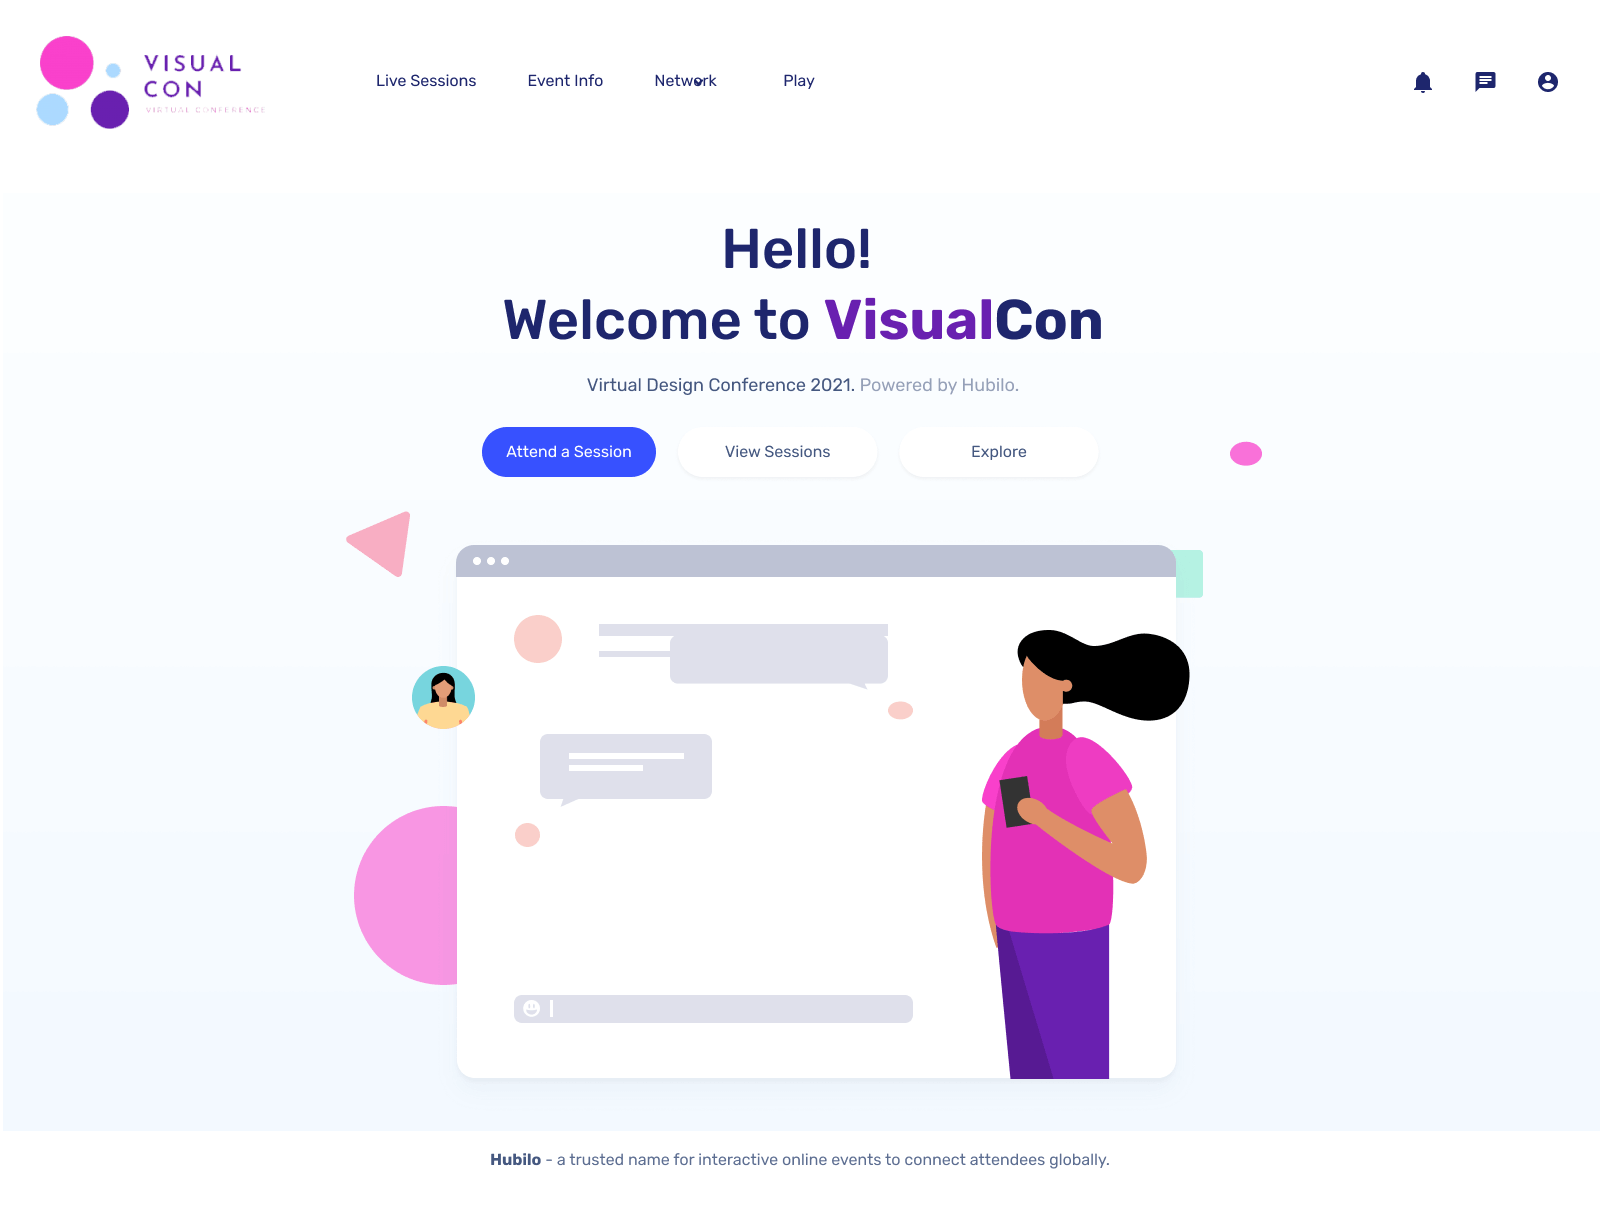 VISUAL
CON
VIRTUAL CONFERENCE
Live Sessions
Event Info
Network
Play
Hello!
Welcome to VisualCon
Virtual Design Conference 2021. Powered by Hubilo.
Attend a Session
View Sessions
Explore
Hubilo - a trusted name for interactive online events to connect attendees globally.